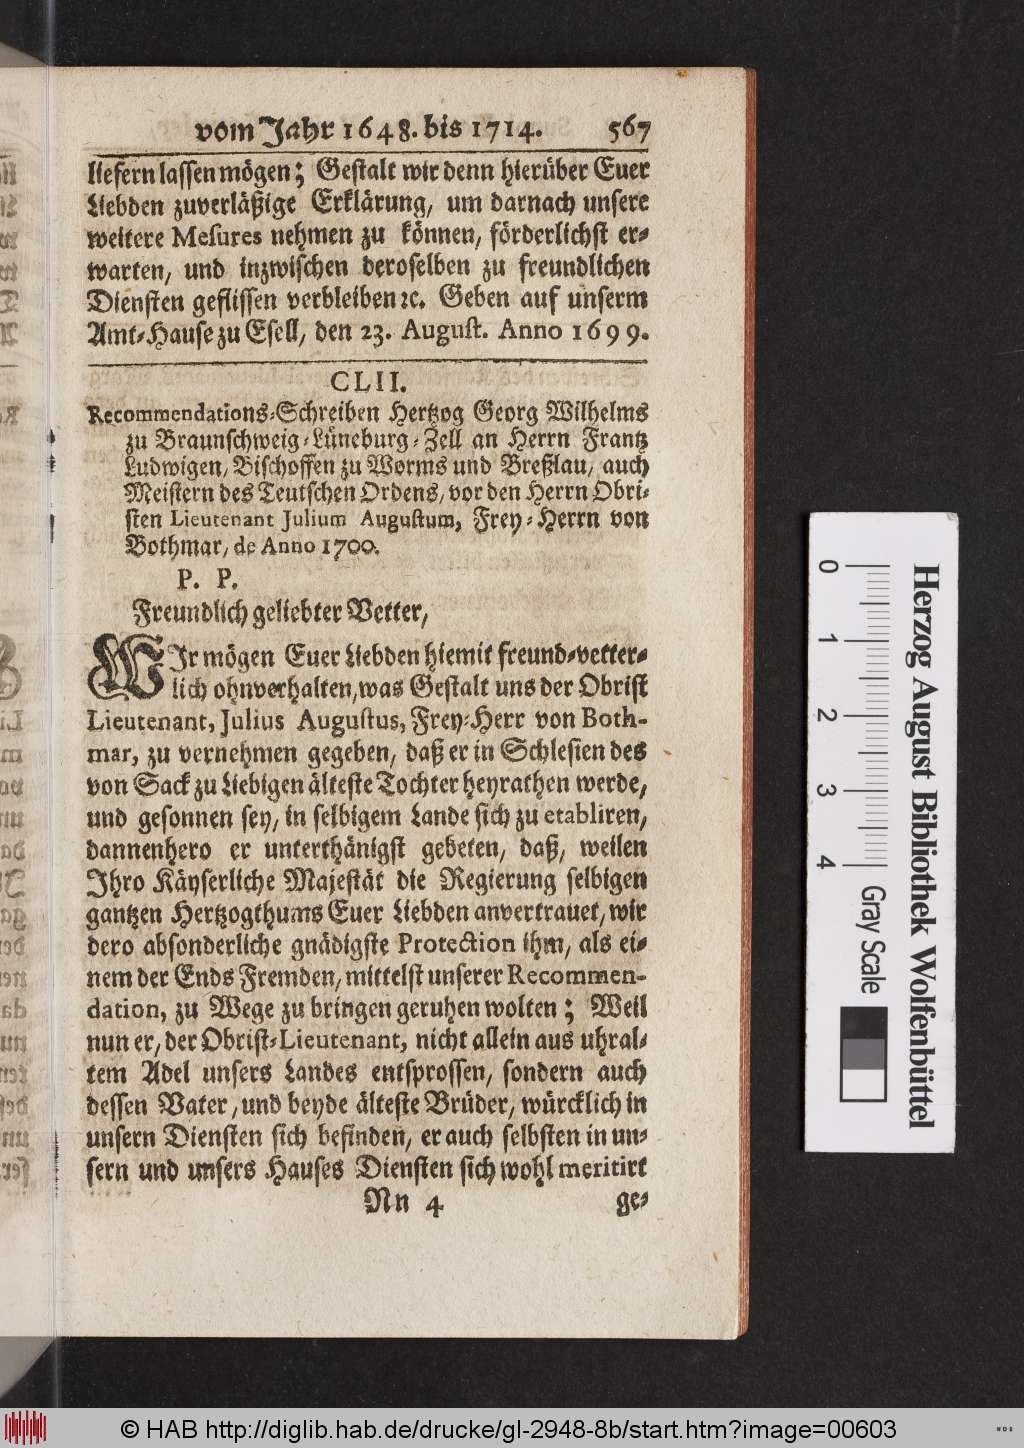 vom Jahr 1648. bis 1714. 567
liefern lassen mögen; Gestalt wir denn hierüber Euer
Liebden zuverläßige Erklärung, um darnach unsere
weitere Mesures nehmen zu können, förderlichst er-
warten, und inzwischen deroselben zu freundlichen
Diensten geflissen verbleiben ꝛc. Geben auf unserm
Amt-Hause zu Esell, den 23. August. Anno 1699.
CLII.
Recommendations-Schreiben Hertzog Georg Wilhelms
zu Braunschweig-Lüneburg-Zell an Herrn Frantz
Ludwigen, Bischoffen zu Worms und Breßlau, auch
Meistern des Teutschen Ordens, vor den Herrn Obri-
sten Lieutenant Julium Augustum, Frey-Herrn von
Bothmar, de Anno 1700.
P. P.
Freundlich geliebter Vetter,
WIr mögen Euer Liebden hiemit freund-vetter-
lich ohnverhalten, was Gestalt uns der Obrist
Lieutenant, Julius Augustus, Frey-Herr von Both-
mar, zu vernehmen gegeben, daß er in Schlesien des
von Sack zu Liebigen älteste Tochter heyrathen werde,
und gesonnen sey, in selbigem Lande sich zu etabliren,
dannenhero er unterthänigst gebeten, daß, weilen
Ihro Käyserliche Majestät die Regierung selbigen
gantzen Hertzogthums Euer Liebden anvertrauet, wir
dero absonderliche gnädigste Protection ihm, als ei-
nem der Ends Fremden, mittelst unserer Recommen-
dation, zu Wege zu bringen geruhen wolten; Weil
nun er, der Obrist-Lieutenant, nicht allein aus uhral-
tem Adel unsers Landes entsprossen, sondern auch
dessen Vater, und beyde älteste Brüder, würcklich in
unsern Diensten sich befinden, er auch selbsten in un-
sern und unsers Hauses Diensten sich wohl meritirt
Nn 4 ge-
0 1 2 3 4
Gray Scale
Herzog August Bibliothek Wolfenbüttel
© HAB http://diglib.hab.de/drucke/gl-2948-8b/start.htm?image=00603